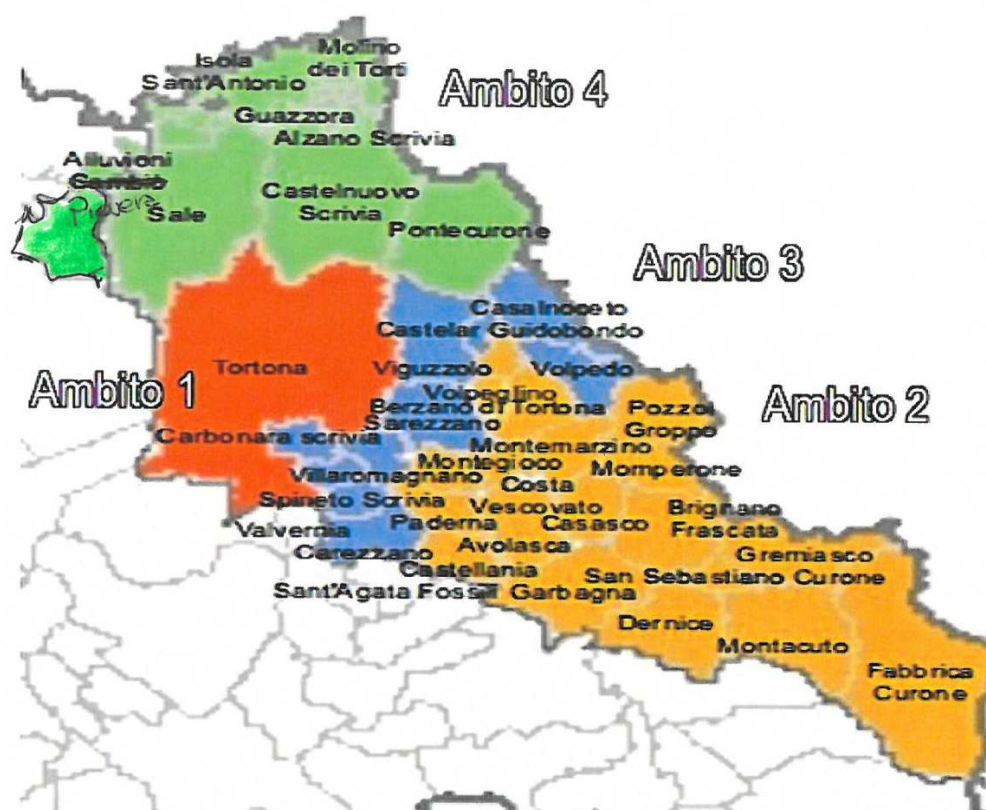 Molino
dei Torti
Isola
Sant'Antonio
Ambito 4
Guazzora
Alzano Scrivia
Alluvioni
Cambiò
Piovera
Sale
Castelnuovo
Scrivia
Pontecurone
Ambito 3
Casalnoceto
Castelar Guidobondo
Tortona
Viguzzolo
Volpedo
Ambito 1
Volpeglino
Berzano di Tortona
Pozzol
Groppo
Ambito 2
Sarezzano
Carbonara scrivia
Montemarzino
Montegioco
Momperone
Villaromagnano
Costa
Vescovato
Spineto Scrivia
Brignano
Frascata
Paderna
Casasco
Valvernia
Avolasca
Carezzano
Gremiasco
Castellania
San Sebastiano Curone
Sant'Agata Fossili
Garbagna
Dernice
Montacuto
Fabbrica
Curone